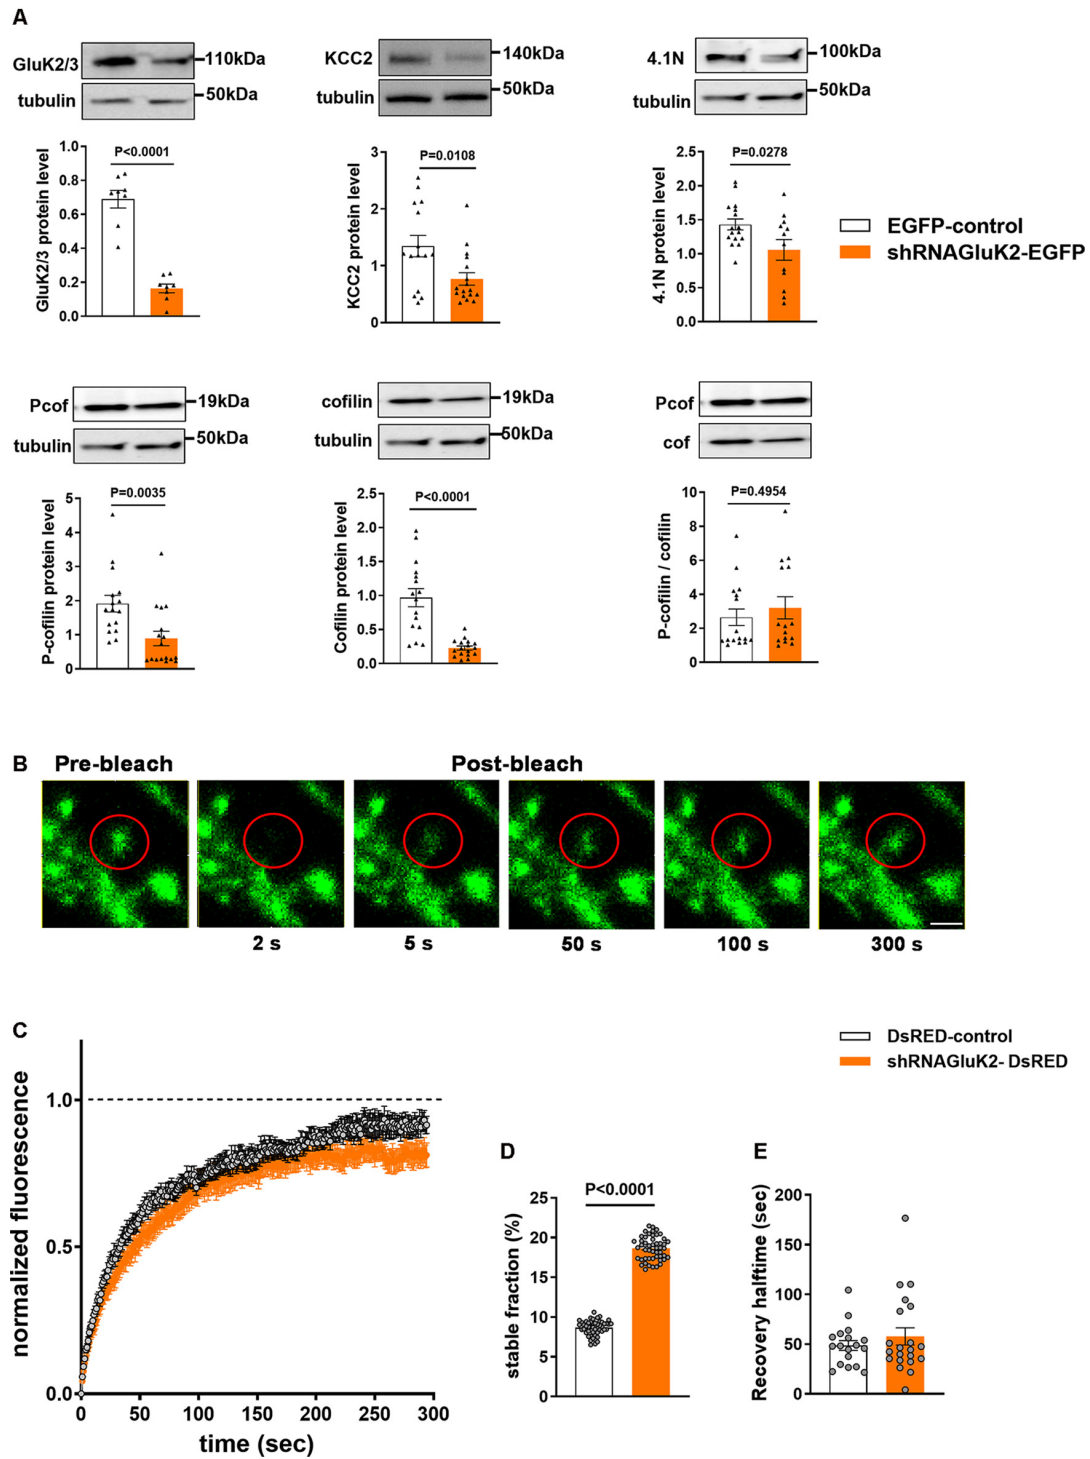 A
GluK2/3
110kDa
tubulin
50kDa
KCC2
140kDa
tubulin
50kDa
4.1N
100kDa
tubulin
50kDa
P<0.0001
GluK2/3 protein level
1.0
0.8
0.6
0.4
0.2
0.0
P=0.0108
KCC2 protein level
3
2
1
0
P=0.0278
4.1N protein level
2.5
2.0
1.5
1.0
0.5
0.0
EGFP-control
shRNAGluK2-EGFP
Pcof
19kDa
tubulin
50kDa
cofilin
19kDa
tubulin
50kDa
Pcof
cof
P=0.0035
P-cofilin protein level
5
4
3
2
1
0
P<0.0001
Cofilin protein level
2.5
2.0
1.5
1.0
0.5
0.0
P=0.4954
P-cofilin / cofilin
10
8
6
4
2
0
B
Pre-bleach
Post-bleach
2 s
5 s
50 s
100 s
300 s
C
DsRED-control
shRNAGluK2- DsRED
normalized fluorescence
1.0
0.5
0.0
0
50
100
150
200
250
300
time (sec)
D
P<0.0001
stable fraction (%)
25
20
15
10
5
0
E
Recovery halftime (sec)
200
150
100
50
0